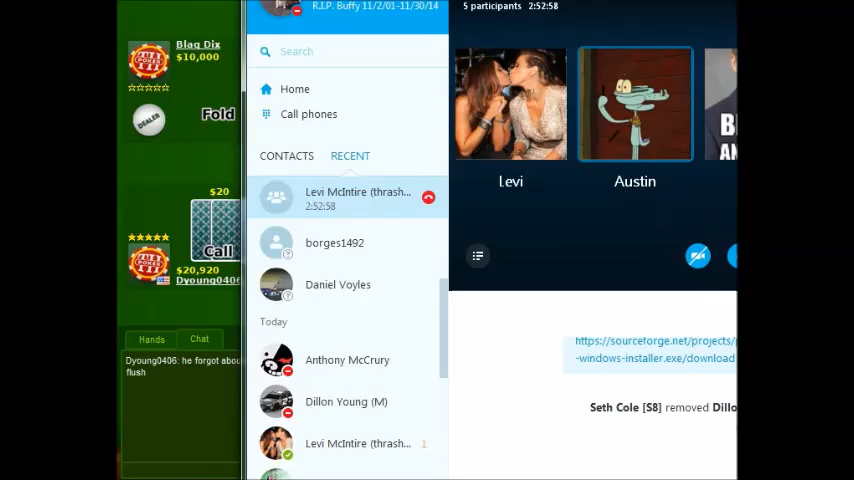 Blaq Dix
$10,000
DEALER
Fold
$20
Call
$20,920
Dyoung0406
Hands
Chat
Dyoung0406: he forgot abou
flush
R.I.P. Buffy 11/2/01-11/30/14
Search
Home
Call phones
CONTACTS
RECENT
Levi McIntire (thrash...
2:52:58
borges1492
Daniel Voyles
Today
Anthony McCrury
Dillon Young (M)
Levi McIntire (thrash...
1
5 participants
2:52:58
B
AN
Levi
Austin
https://sourceforge.net/projects/
-windows-installer.exe/download
Seth Cole [S8] removed Dillo